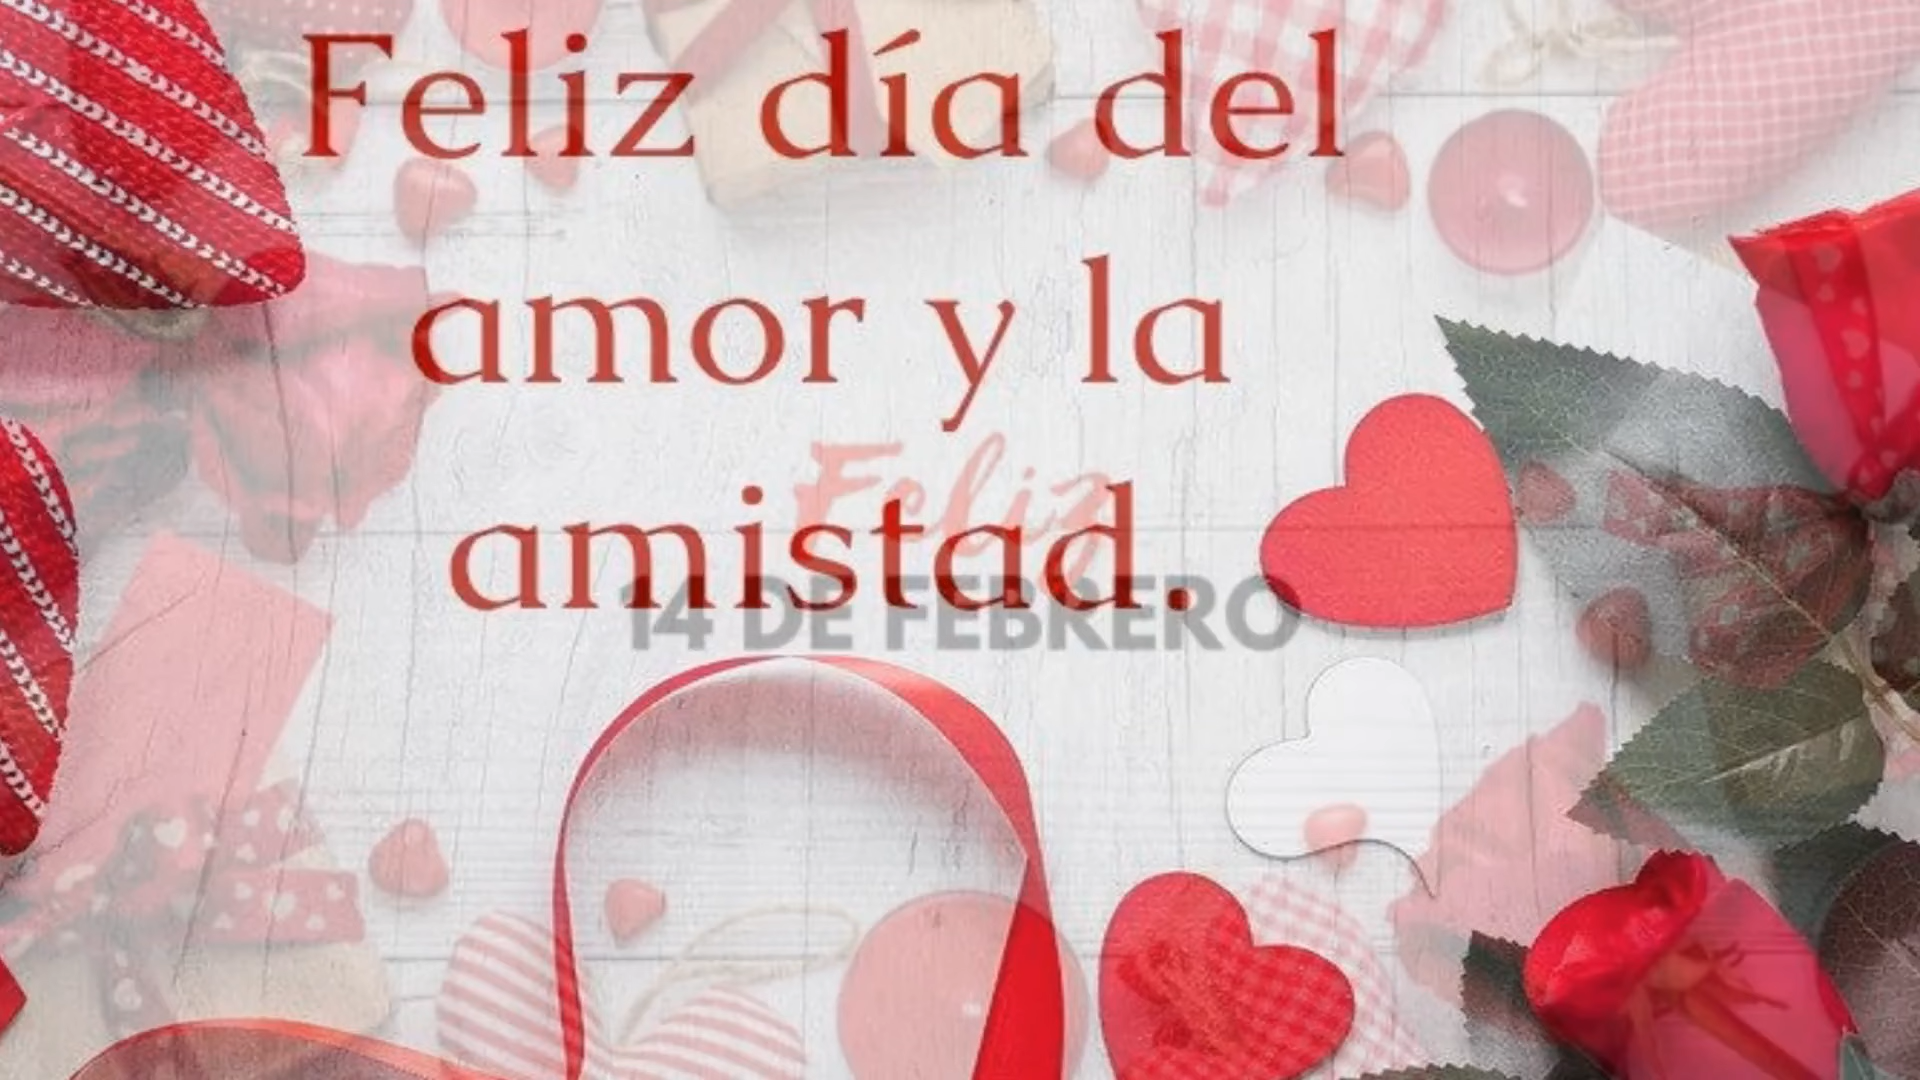 Feliz día del
amor y la
Feliz
amistad.
14 DE FEBRERO